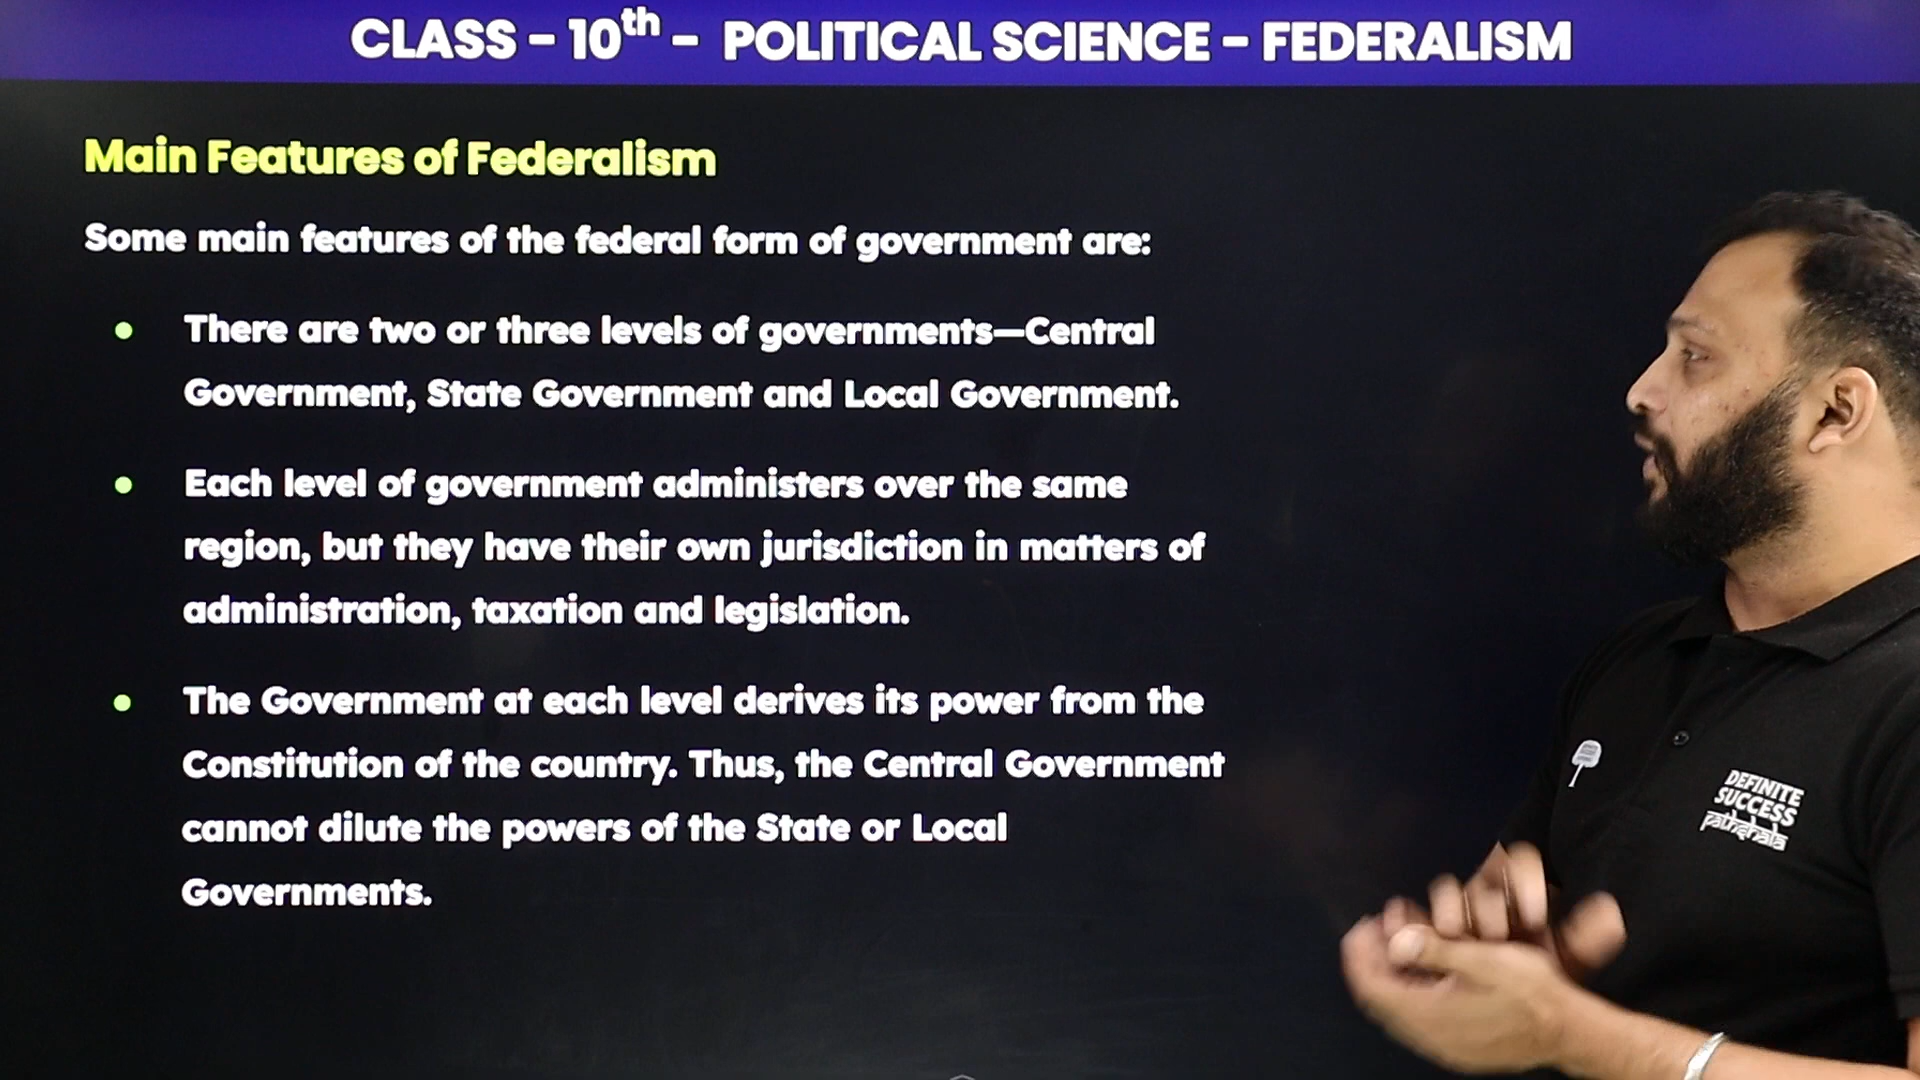 CLASS - 10th - POLITICAL SCIENCE - FEDERALISM
Main Features of Federalism
Some main features of the federal form of government are:
• There are two or three levels of governments—Central
Government, State Government and Local Government.
• Each level of government administers over the same
region, but they have their own jurisdiction in matters of
administration, taxation and legislation.
• The Government at each level derives its power from the
Constitution of the country. Thus, the Central Government
cannot dilute the powers of the State or Local
Governments.
DEFINITE
SUCCESS
pathshala